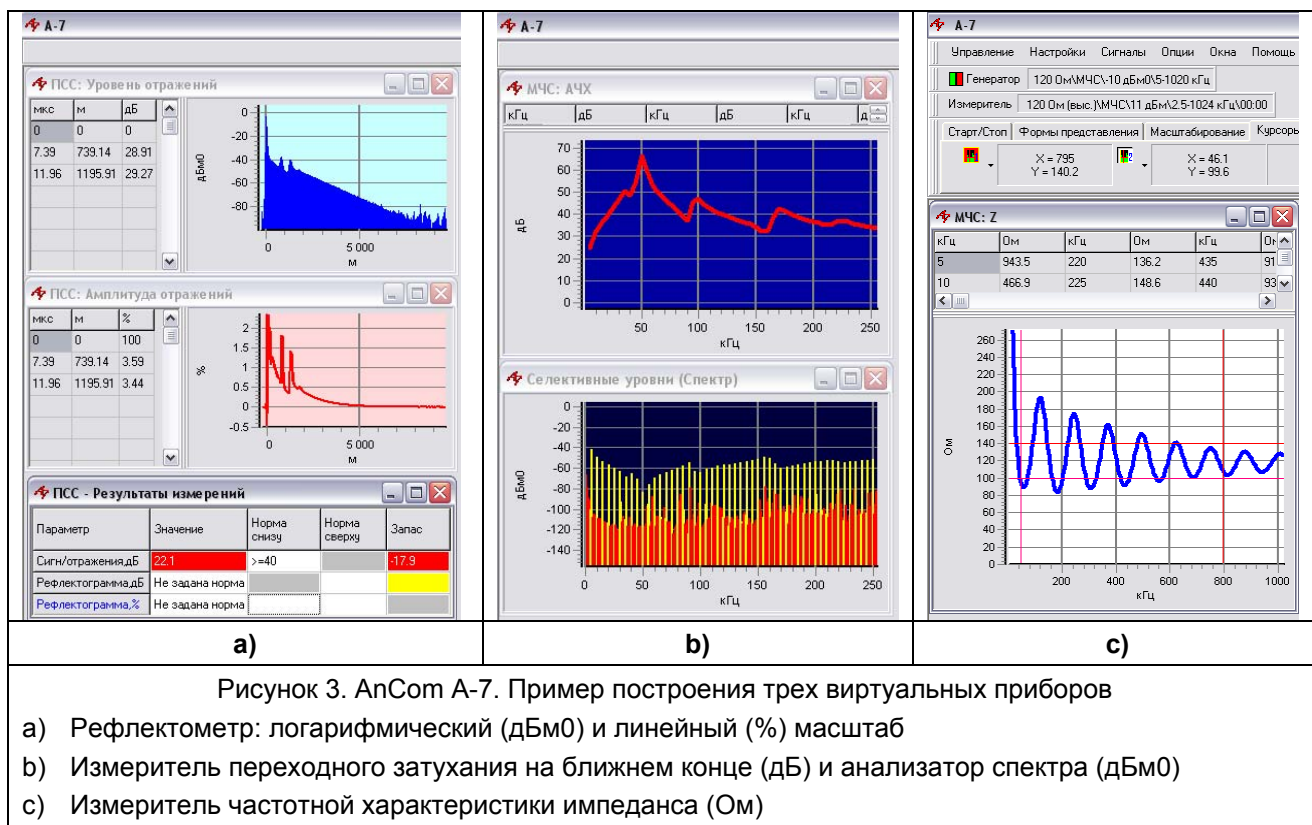 A-7
ПСС: Уровень отражений
мкс м дБ
0 0 0
7.39 739.14 28.91
11.96 1195.91 29.27
0
-20
-40
-60
-80
дБм0
0 5 000
м
ПСС: Амплитуда отражений
мкс м %
0 0 100
7.39 739.14 3.59
11.96 1195.91 3.44
2
1.5
1
0.5
0
-0.5
%
0 5 000
м
ПСС - Результаты измерений
Параметр Значение Норма снизу Норма сверху Запас
Сигн/отражения,дБ 22.1 >=40 -17.9
Рефлектограмма,дБ Не задана норма
Рефлектограмма,% Не задана норма
a)
A-7
МЧС: АЧХ
кГц дБ кГц дБ кГц д
70
60
50
40
30
20
10
0
дБ
50 100 150 200 250
кГц
Селективные уровни (Спектр)
0
-20
-40
-60
-80
-100
-120
-140
дБм0
0 50 100 150 200 250
кГц
b)
A-7
Управление Настройки Сигналы Опции Окна Помощь
Генератор 120 Ом\МЧС\-10 дБм0\5-1020 кГц
Измеритель 120 Ом (выс.)\МЧС\11 дБм\2.5-1024 кГц\00:00
Старт/Стоп Формы представления Масштабирование Курсоры
X = 795 X = 46.1
Y = 140.2 Y = 99.6
МЧС: Z
кГц Ом кГц Ом кГц
5 943.5 220 136.2 435 91
10 466.9 225 148.6 440 93
260
240
220
200
180
160
140
120
100
80
60
40
20
0
Ом
200 400 600 800 1000
кГц
c)
Рисунок 3. AnCom A-7. Пример построения трех виртуальных приборов
a) Рефлектометр: логарифмический (дБм0) и линейный (%) масштаб
b) Измеритель переходного затухания на ближнем конце (дБ) и анализатор спектра (дБм0)
c) Измеритель частотной характеристики импеданса (Ом)